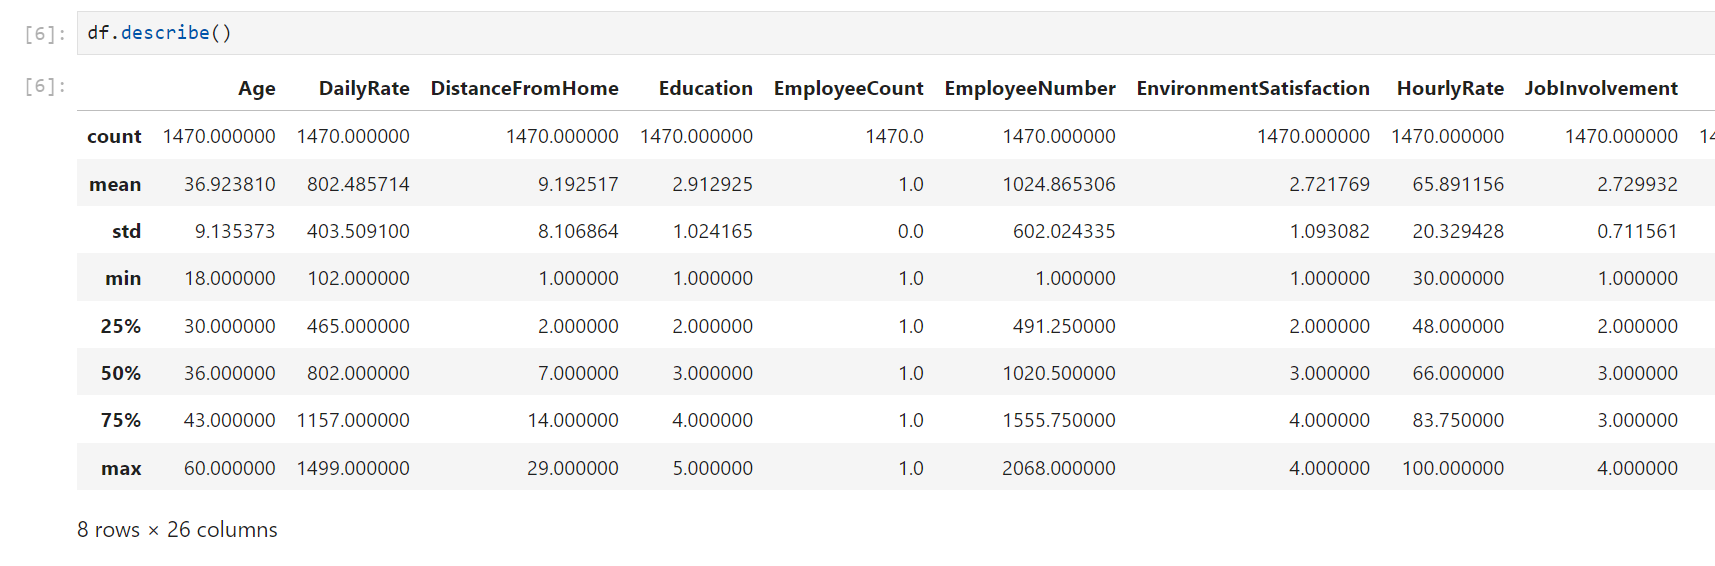 [6]: df.describe()
[6]:
Age DailyRate DistanceFromHome Education EmployeeCount EmployeeNumber EnvironmentSatisfaction HourlyRate JobInvolvement
count 1470.000000 1470.000000 1470.000000 1470.000000 1470.0 1470.000000 1470.000000 1470.000000 1470.000000 14
mean 36.923810 802.485714 9.192517 2.912925 1.0 1024.865306 2.721769 65.891156 2.729932
std 9.135373 403.509100 8.106864 1.024165 0.0 602.024335 1.093082 20.329428 0.711561
min 18.000000 102.000000 1.000000 1.000000 1.0 1.000000 1.000000 30.000000 1.000000
25% 30.000000 465.000000 2.000000 2.000000 1.0 491.250000 2.000000 48.000000 2.000000
50% 36.000000 802.000000 7.000000 3.000000 1.0 1020.500000 3.000000 66.000000 3.000000
75% 43.000000 1157.000000 14.000000 4.000000 1.0 1555.750000 4.000000 83.750000 3.000000
max 60.000000 1499.000000 29.000000 5.000000 1.0 2068.000000 4.000000 100.000000 4.000000
8 rows × 26 columns